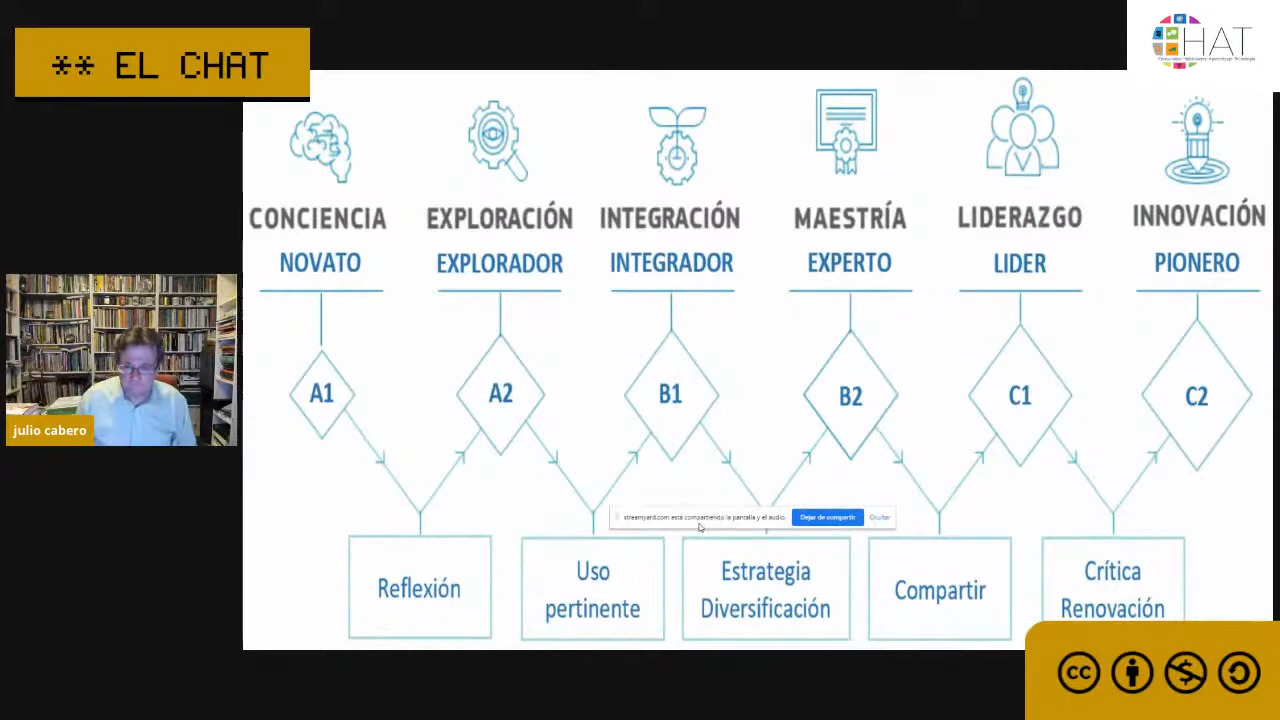 ** EL CHAT
CHAT
CONCIENCIA
EXPLORACIÓN
INTEGRACIÓN
MAESTRÍA
LIDERAZGO
INNOVACIÓN
NOVATO
EXPLORADOR
INTEGRADOR
EXPERTO
LIDER
PIONERO
A1
A2
B1
B2
C1
C2
julio cabero
streamyard.com está compartiendo la pantalla y el audio.
Dejar de compartir
Ocultar
Reflexión
Uso
pertinente
Estrategia
Diversificación
Compartir
Crítica
Renovación
CC